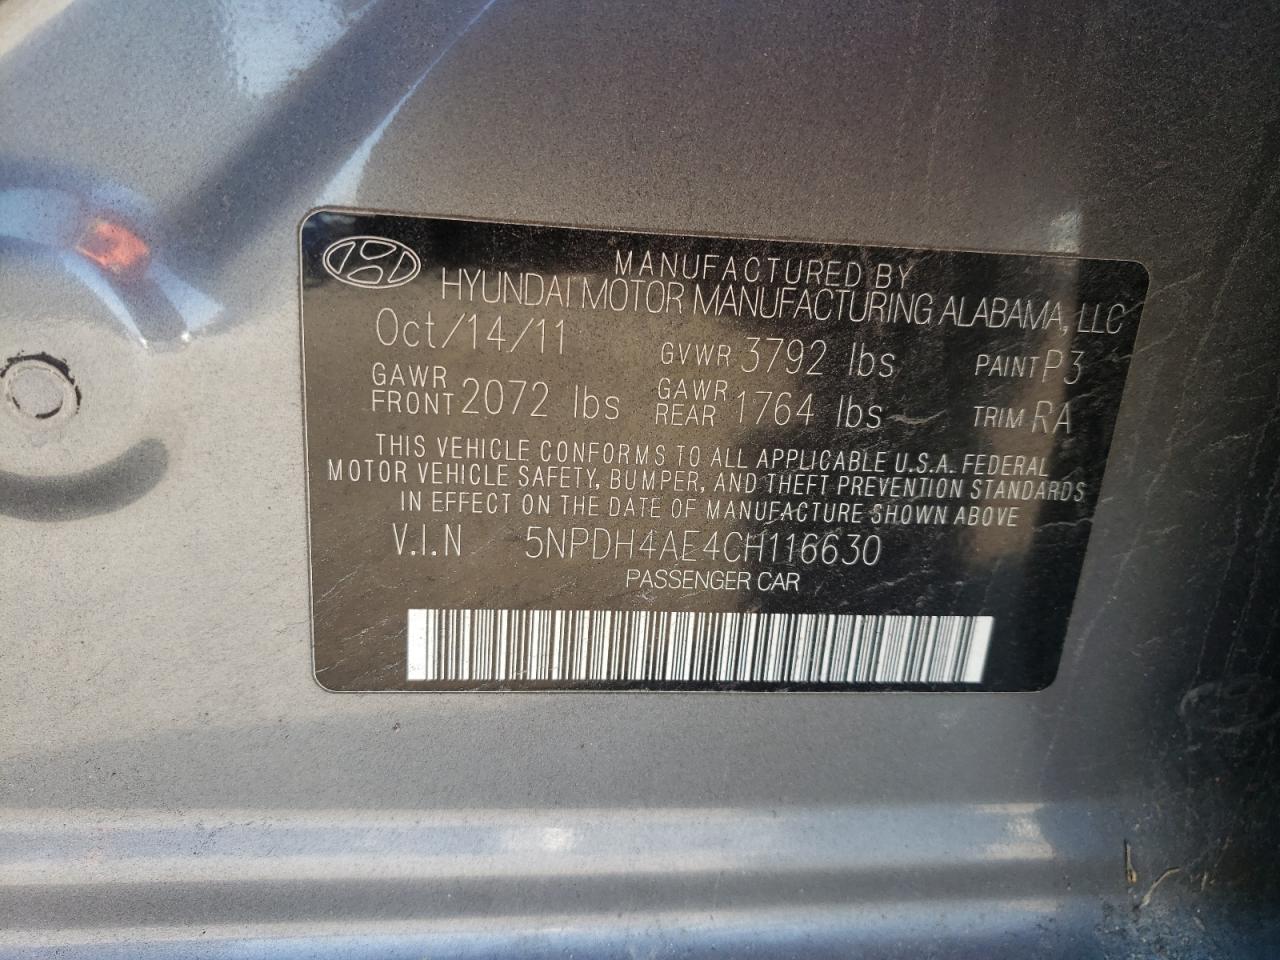 MANUFACTURED BY
HYUNDAI MOTOR MANUFACTURING ALABAMA, LLC
Oct/14/11 GVWR 3792 lbs PAINT P3
GAWR FRONT 2072 lbs GAWR REAR 1764 lbs TRIM RA
THIS VEHICLE CONFORMS TO ALL APPLICABLE U.S.A. FEDERAL
MOTOR VEHICLE SAFETY, BUMPER, AND THEFT PREVENTION STANDARDS
IN EFFECT ON THE DATE OF MANUFACTURE SHOWN ABOVE
V.I.N 5NPDH4AE4CH116630
PASSENGER CAR